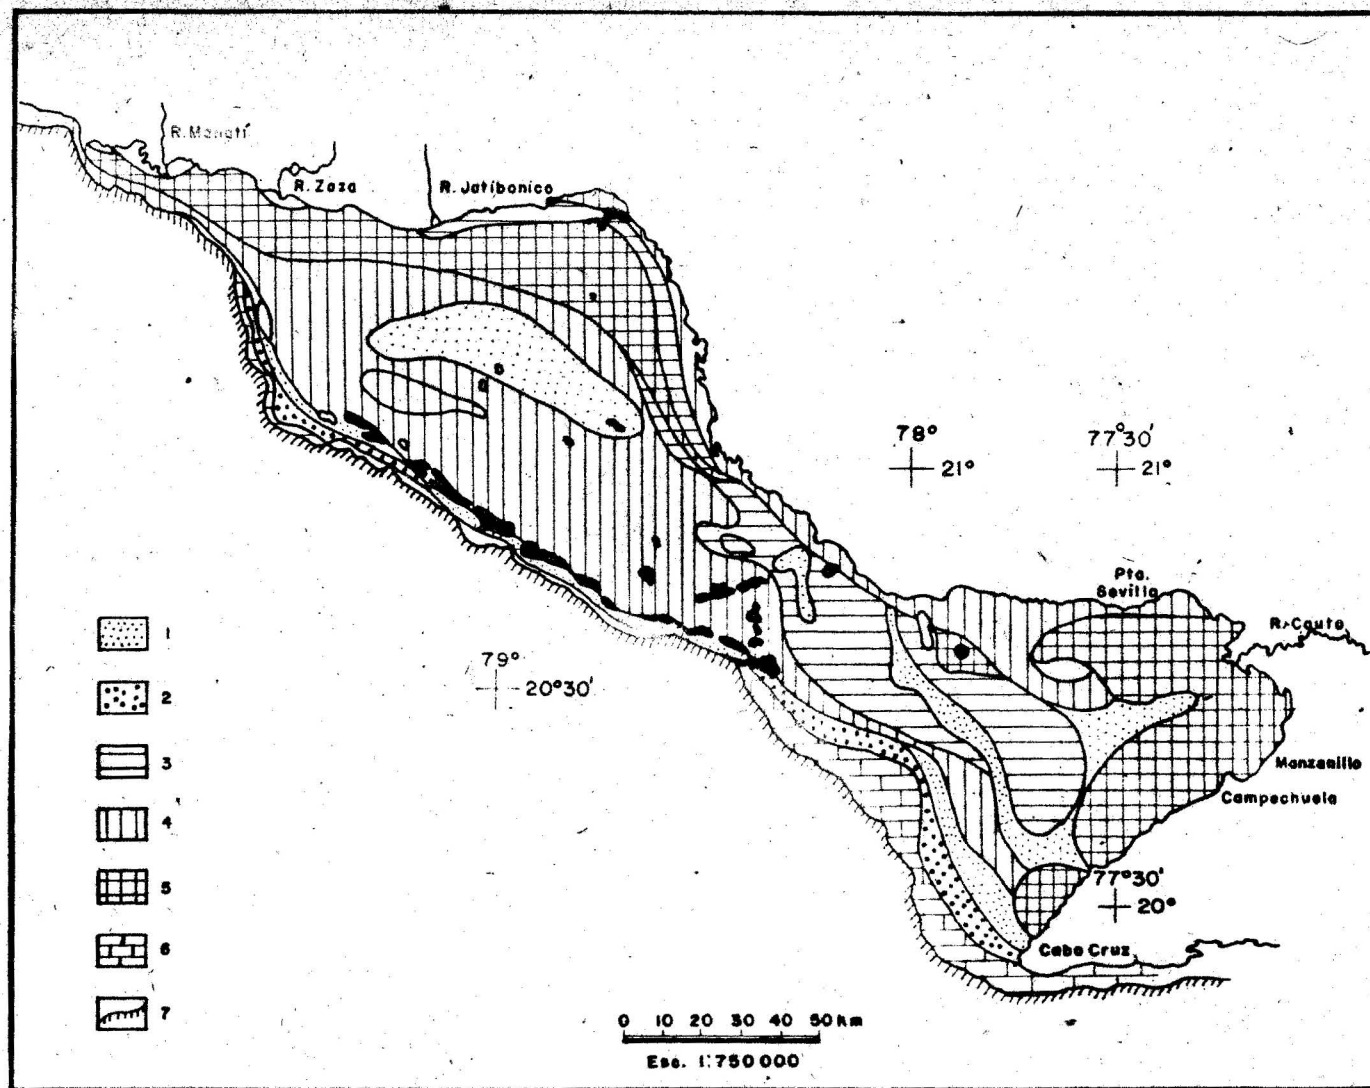 R. Manatí
R. Zaza
R. Jatibonico
78°
21°
77°30'
21°
Pta.
Sevilla
R. Cauto
79°
20°30'
Manzanillo
Campechuela
77°30'
20°
Cabo Cruz
1
2
3
4
5
6
7
0 10 20 30 40 50 km
Esc. 1:750 000